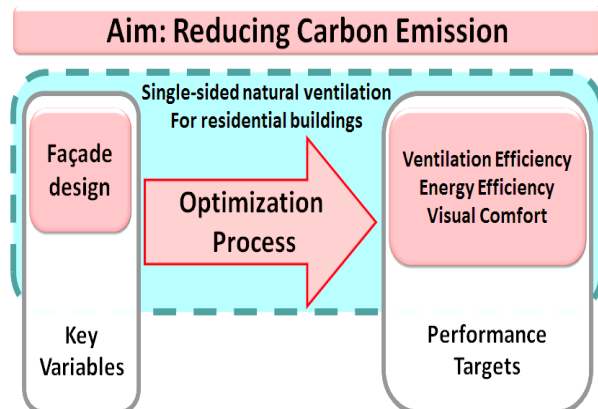 Aim: Reducing Carbon Emission
Single-sided natural ventilation
For residential buildings
Façade
design
Optimization
Process
Ventilation Efficiency
Energy Efficiency
Visual Comfort
Key
Variables
Performance
Targets